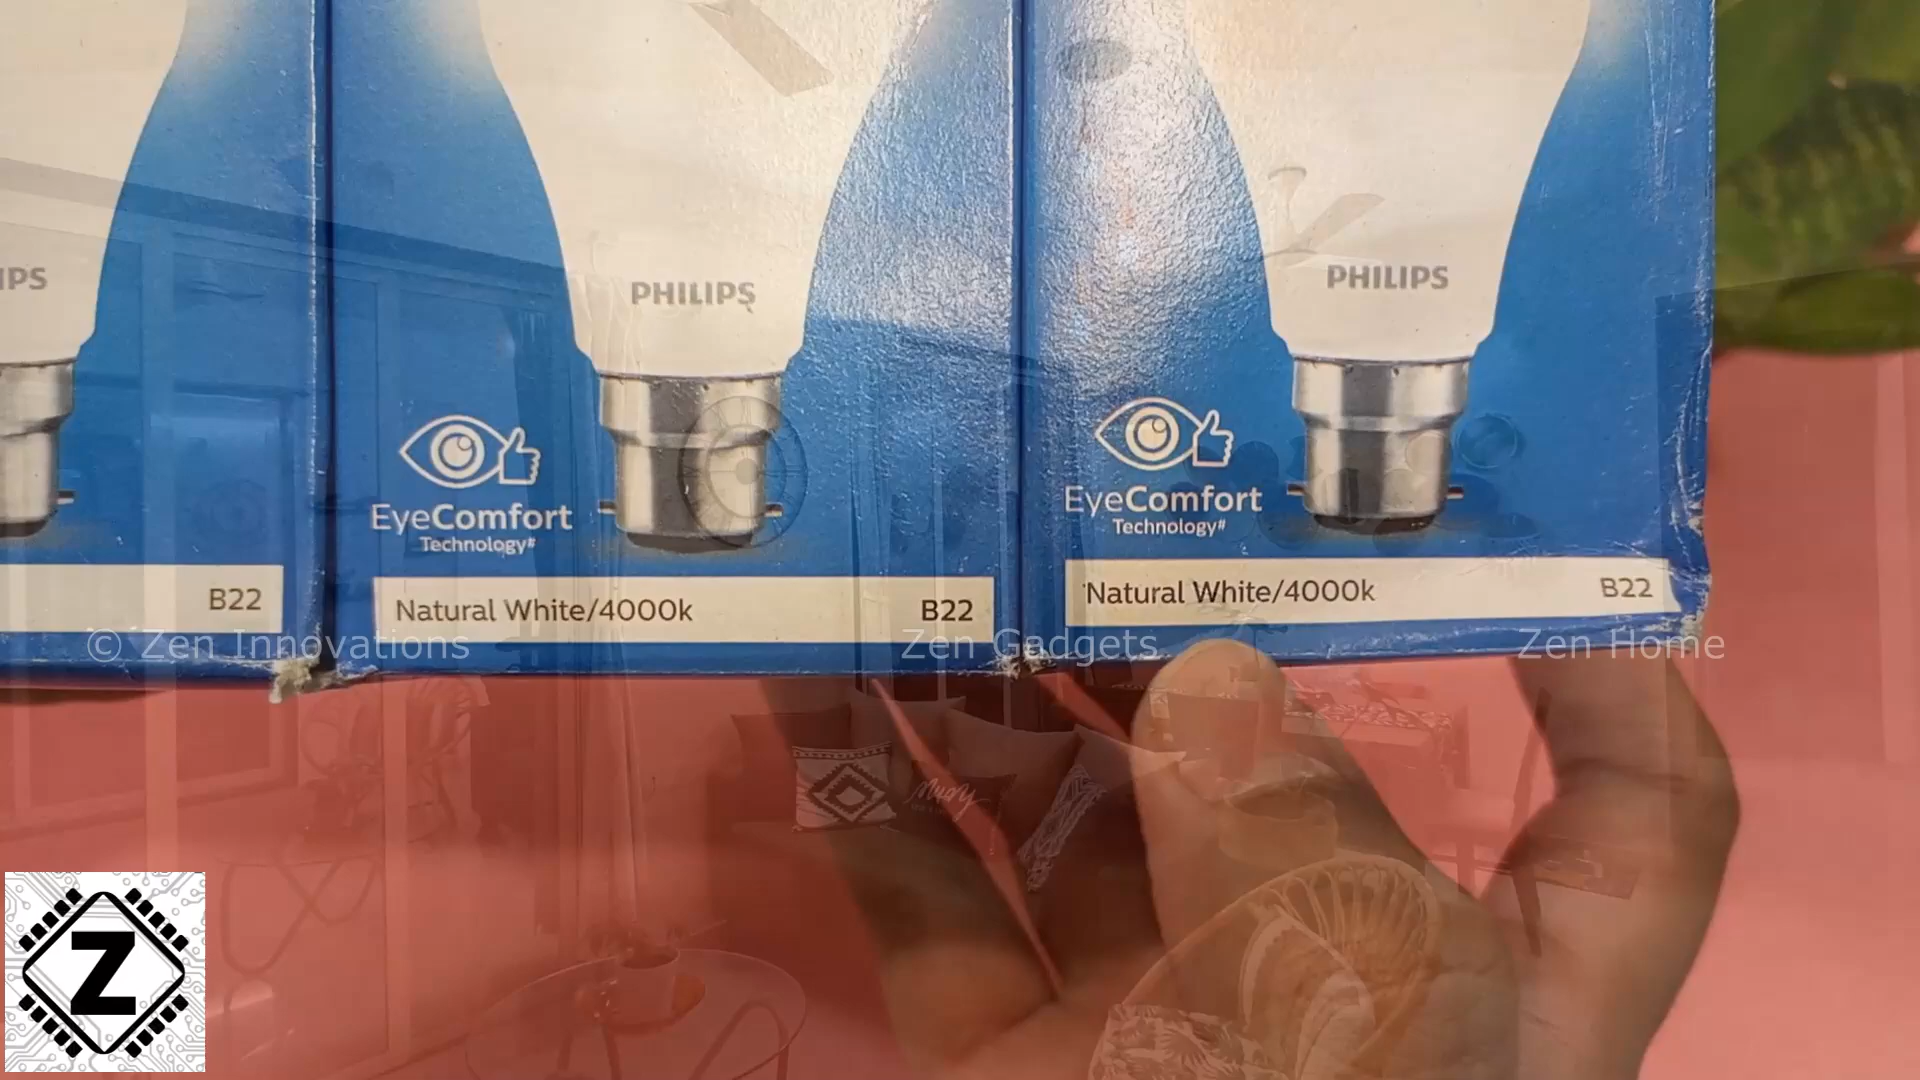 IPS
PHILIPS
PHILIPS
EyeComfort
Technology#
EyeComfort
Technology#
B22
Natural White/4000k B22
Natural White/4000k B22
© Zen Innovations Zen Gadgets Zen Home
Z